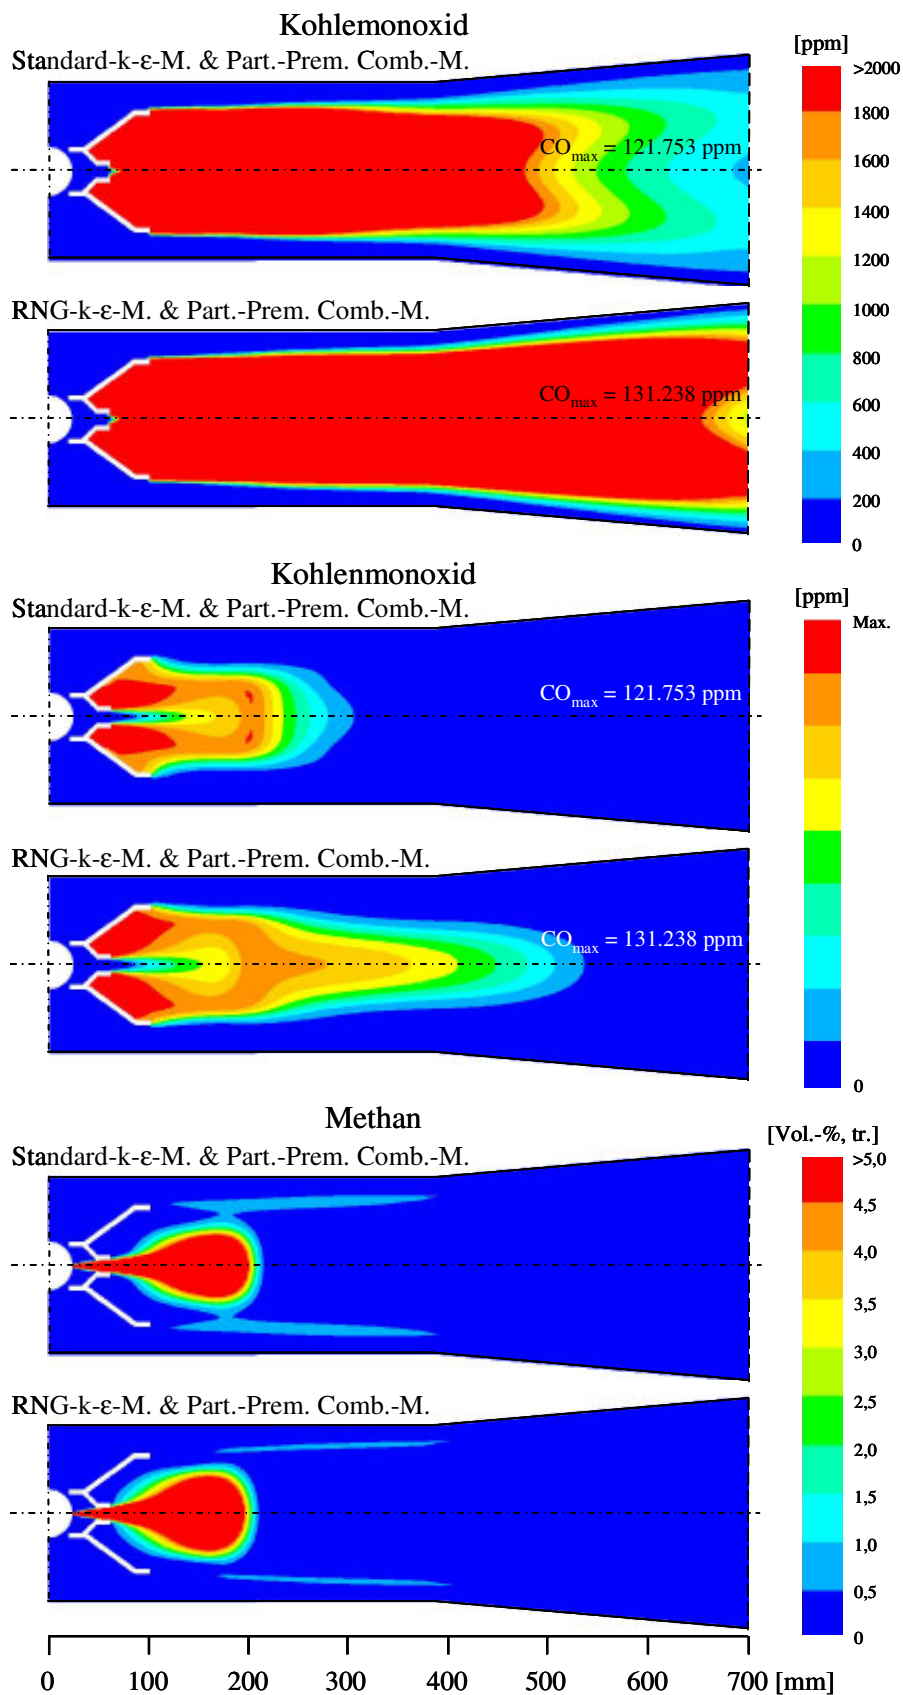 Kohlemonoxid
Standard-k-ε-M. & Part.-Prem. Comb.-M.
[ppm]
>2000
1800
1600
1400
1200
1000
800
600
400
200
0
COmax = 121.753 ppm
RNG-k-ε-M. & Part.-Prem. Comb.-M.
COmax = 131.238 ppm
Kohlenmonoxid
Standard-k-ε-M. & Part.-Prem. Comb.-M.
[ppm]
Max.
0
COmax = 121.753 ppm
RNG-k-ε-M. & Part.-Prem. Comb.-M.
COmax = 131.238 ppm
Methan
Standard-k-ε-M. & Part.-Prem. Comb.-M.
[Vol.-%, tr.]
>5,0
4,5
4,0
3,5
3,0
2,5
2,0
1,5
1,0
0,5
0
RNG-k-ε-M. & Part.-Prem. Comb.-M.
0 100 200 300 400 500 600 700 [mm]